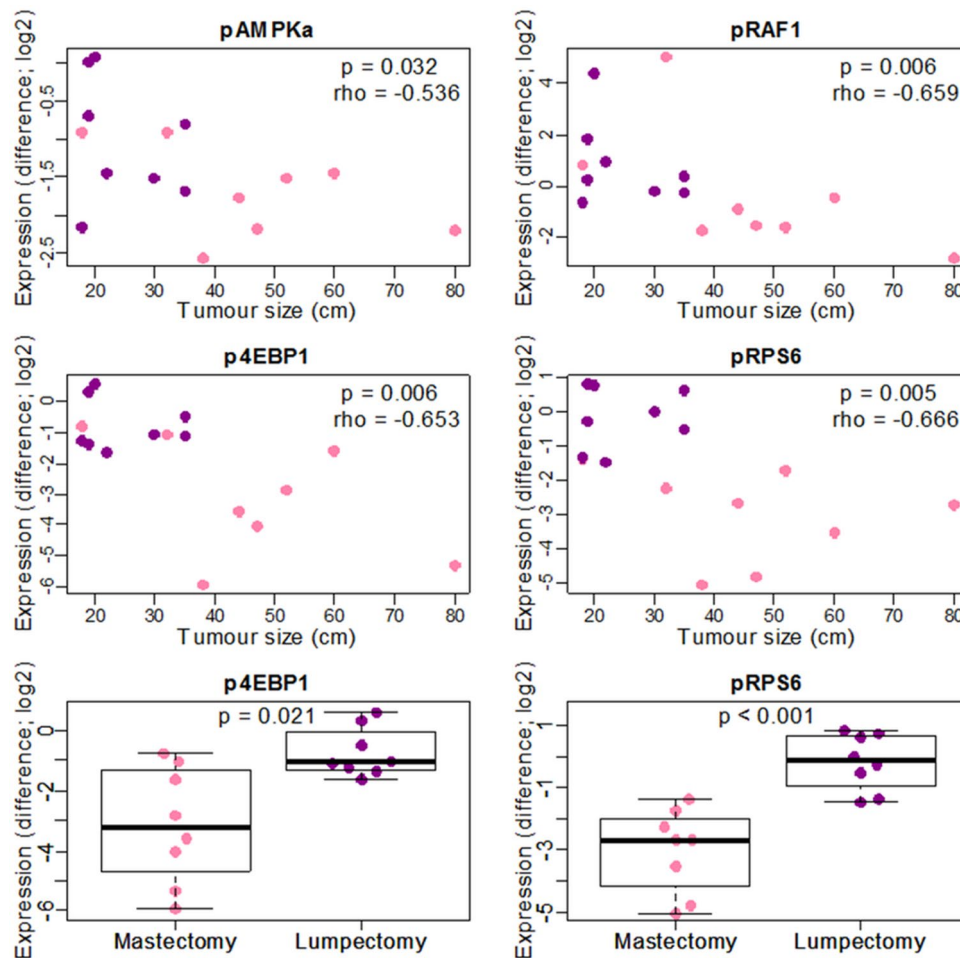 pAMPKa
Expression (difference; log2)
-0.5
-1.5
-2.5
p = 0.032
rho = -0.536
20 30 40 50 60 70 80
Tumour size (cm)
pRAF1
Expression (difference; log2)
4
2
0
-2
p = 0.006
rho = -0.659
20 30 40 50 60 70 80
Tumour size (cm)
p4EBP1
Expression (difference; log2)
0
-1
-2
-3
-4
-5
-6
p = 0.006
rho = -0.653
20 30 40 50 60 70 80
Tumour size (cm)
pRPS6
Expression (difference; log2)
1
0
-1
-2
-3
-4
-5
p = 0.005
rho = -0.666
20 30 40 50 60 70 80
Tumour size (cm)
p4EBP1
Expression (difference; log2)
0
-2
-4
-6
p = 0.021
Mastectomy Lumpectomy
pRPS6
Expression (difference; log2)
1
-1
-3
-5
p < 0.001
Mastectomy Lumpectomy